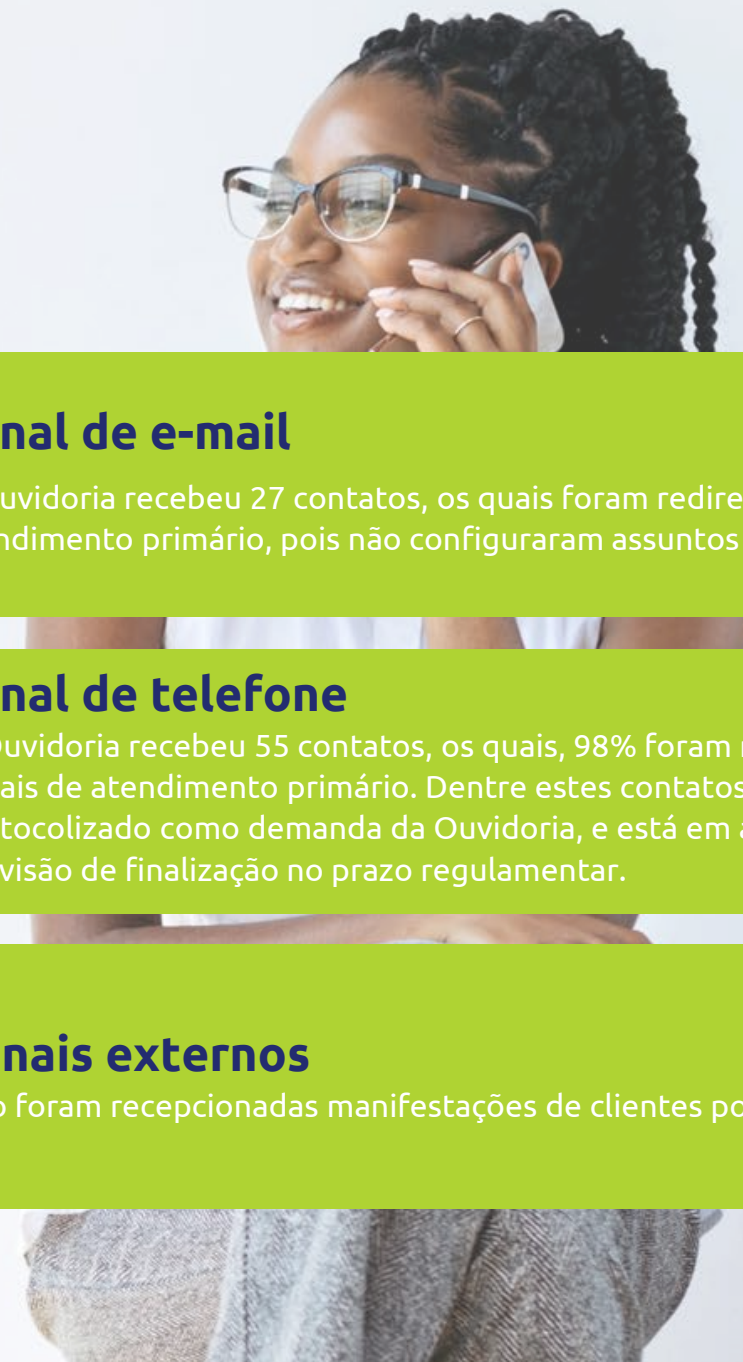 nal de e-mail
uvidoria recebeu 27 contatos, os quais foram redire
ndimento primário, pois não configuraram assuntos
nal de telefone
Ouvidoria recebeu 55 contatos, os quais, 98% foram
ais de atendimento primário. Dentre estes contatos
tocolizado como demanda da Ouvidoria, e está em a
visão de finalização no prazo regulamentar.
nais externos
o foram recepcionadas manifestações de clientes po